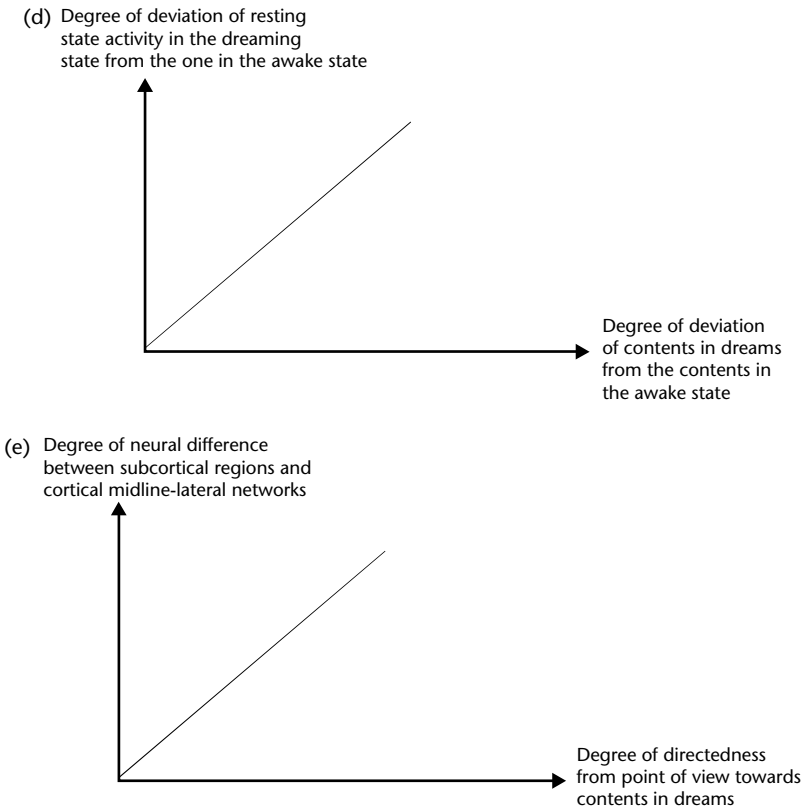 (d) Degree of deviation of resting
state activity in the dreaming
state from the one in the awake state
Degree of deviation
of contents in dreams
from the contents in
the awake state
(e) Degree of neural difference
between subcortical regions and
cortical midline-lateral networks
Degree of directedness
from point of view towards
contents in dreams